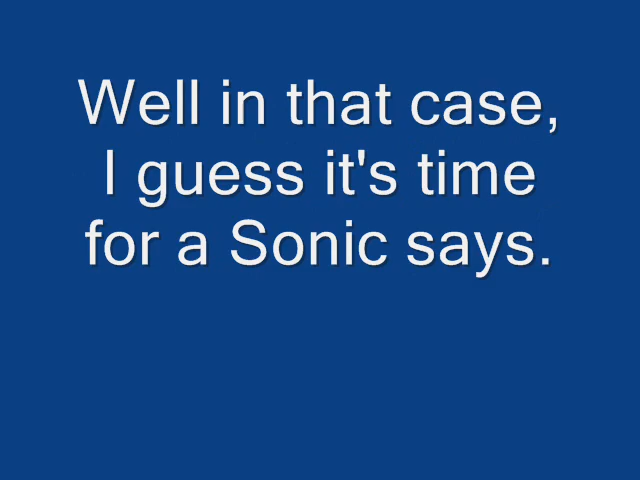 Well in that case,
I guess it's time
for a Sonic says.